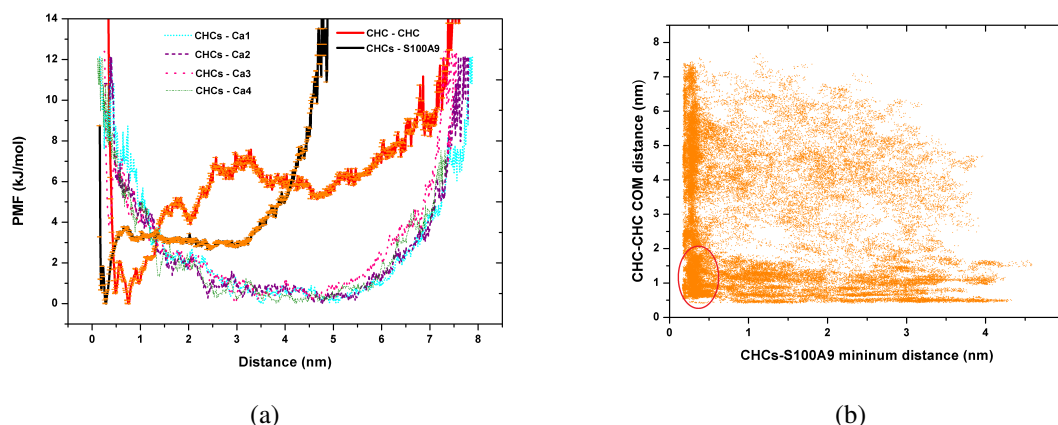 14
12
10
8
6
4
2
0
PMF (kJ/mol)
CHCs - Ca1
CHCs - Ca2
CHCs - Ca3
CHCs - Ca4
CHC - CHC
CHCs - S100A9
0 1 2 3 4 5 6 7 8
Distance (nm)
(a)
8
7
6
5
4
3
2
1
0
CHC-CHC COM distance (nm)
0 1 2 3 4
CHCs-S100A9 mininum distance (nm)
(b)